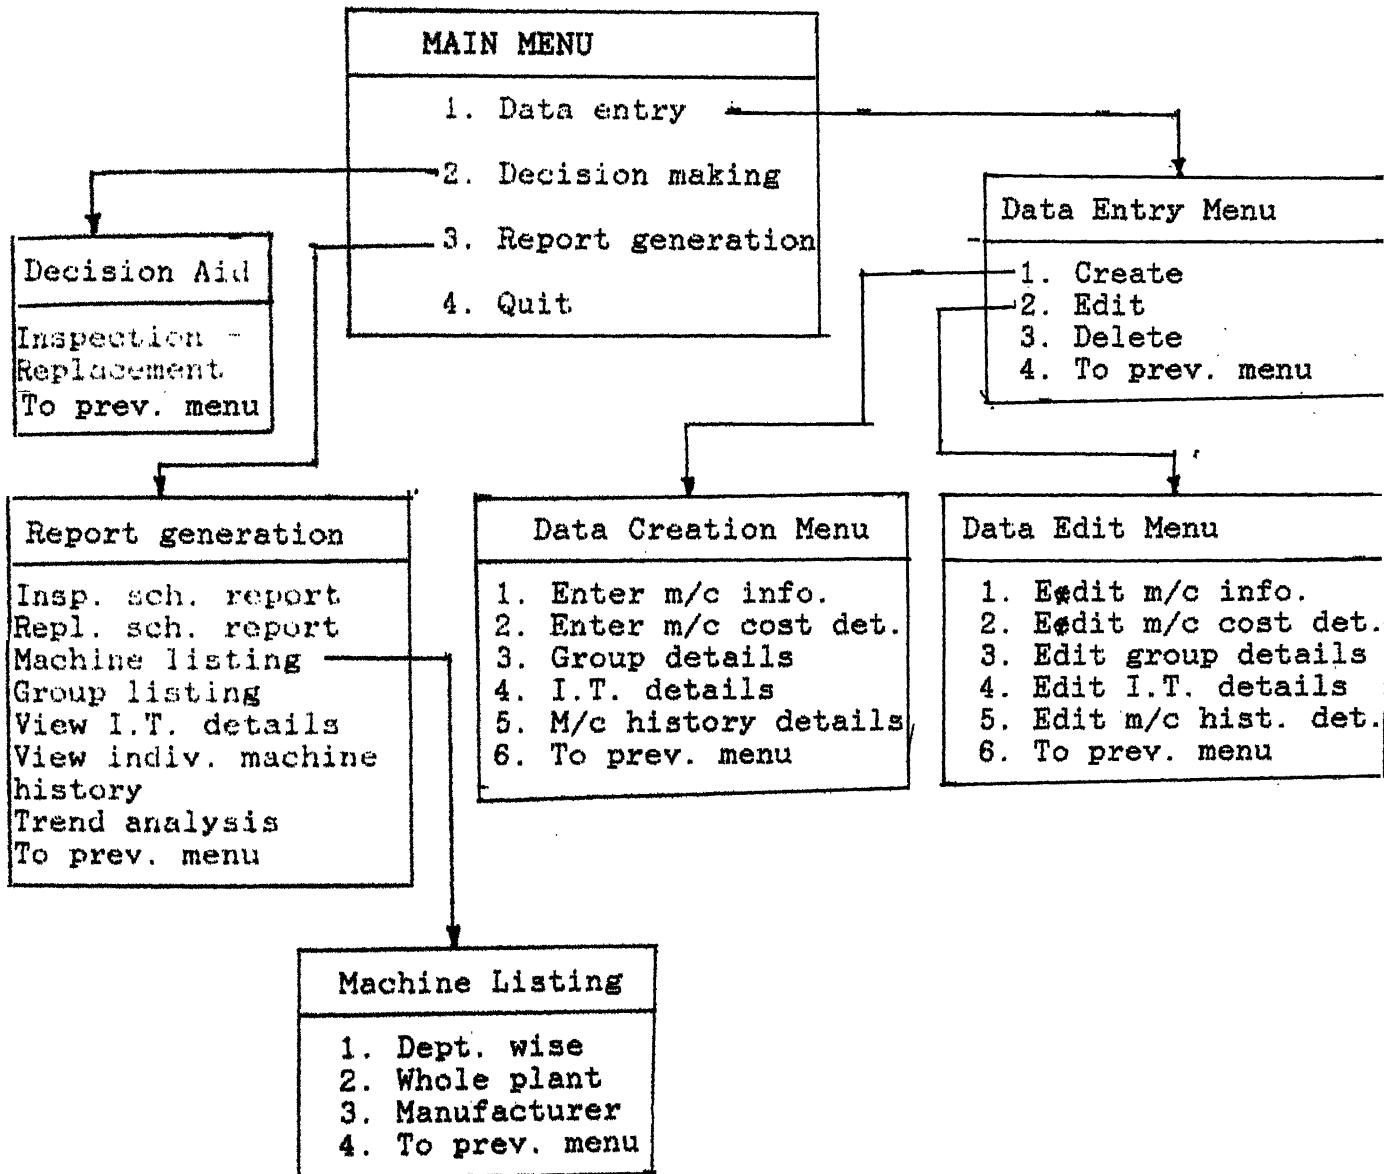 MAIN MENU
1. Data entry
2. Decision making
3. Report generation
4. Quit
Decision Aid
Inspection -
Replacement
To prev. menu
Data Entry Menu
1. Create
2. Edit
3. Delete
4. To prev. menu
Report generation
Insp. sch. report
Repl. sch. report
Machine listing
Group listing
View I.T. details
View indiv. machine
history
Trend analysis
To prev. menu
Data Creation Menu
1. Enter m/c info.
2. Enter m/c cost det.
3. Group details
4. I.T. details
5. M/c history details
6. To prev. menu
Data Edit Menu
1. Eedit m/c info.
2. Eedit m/c cost det.
3. Edit group details
4. Edit I.T. details
5. Edit m/c hist. det.
6. To prev. menu
Machine Listing
1. Dept. wise
2. Whole plant
3. Manufacturer
4. To prev. menu